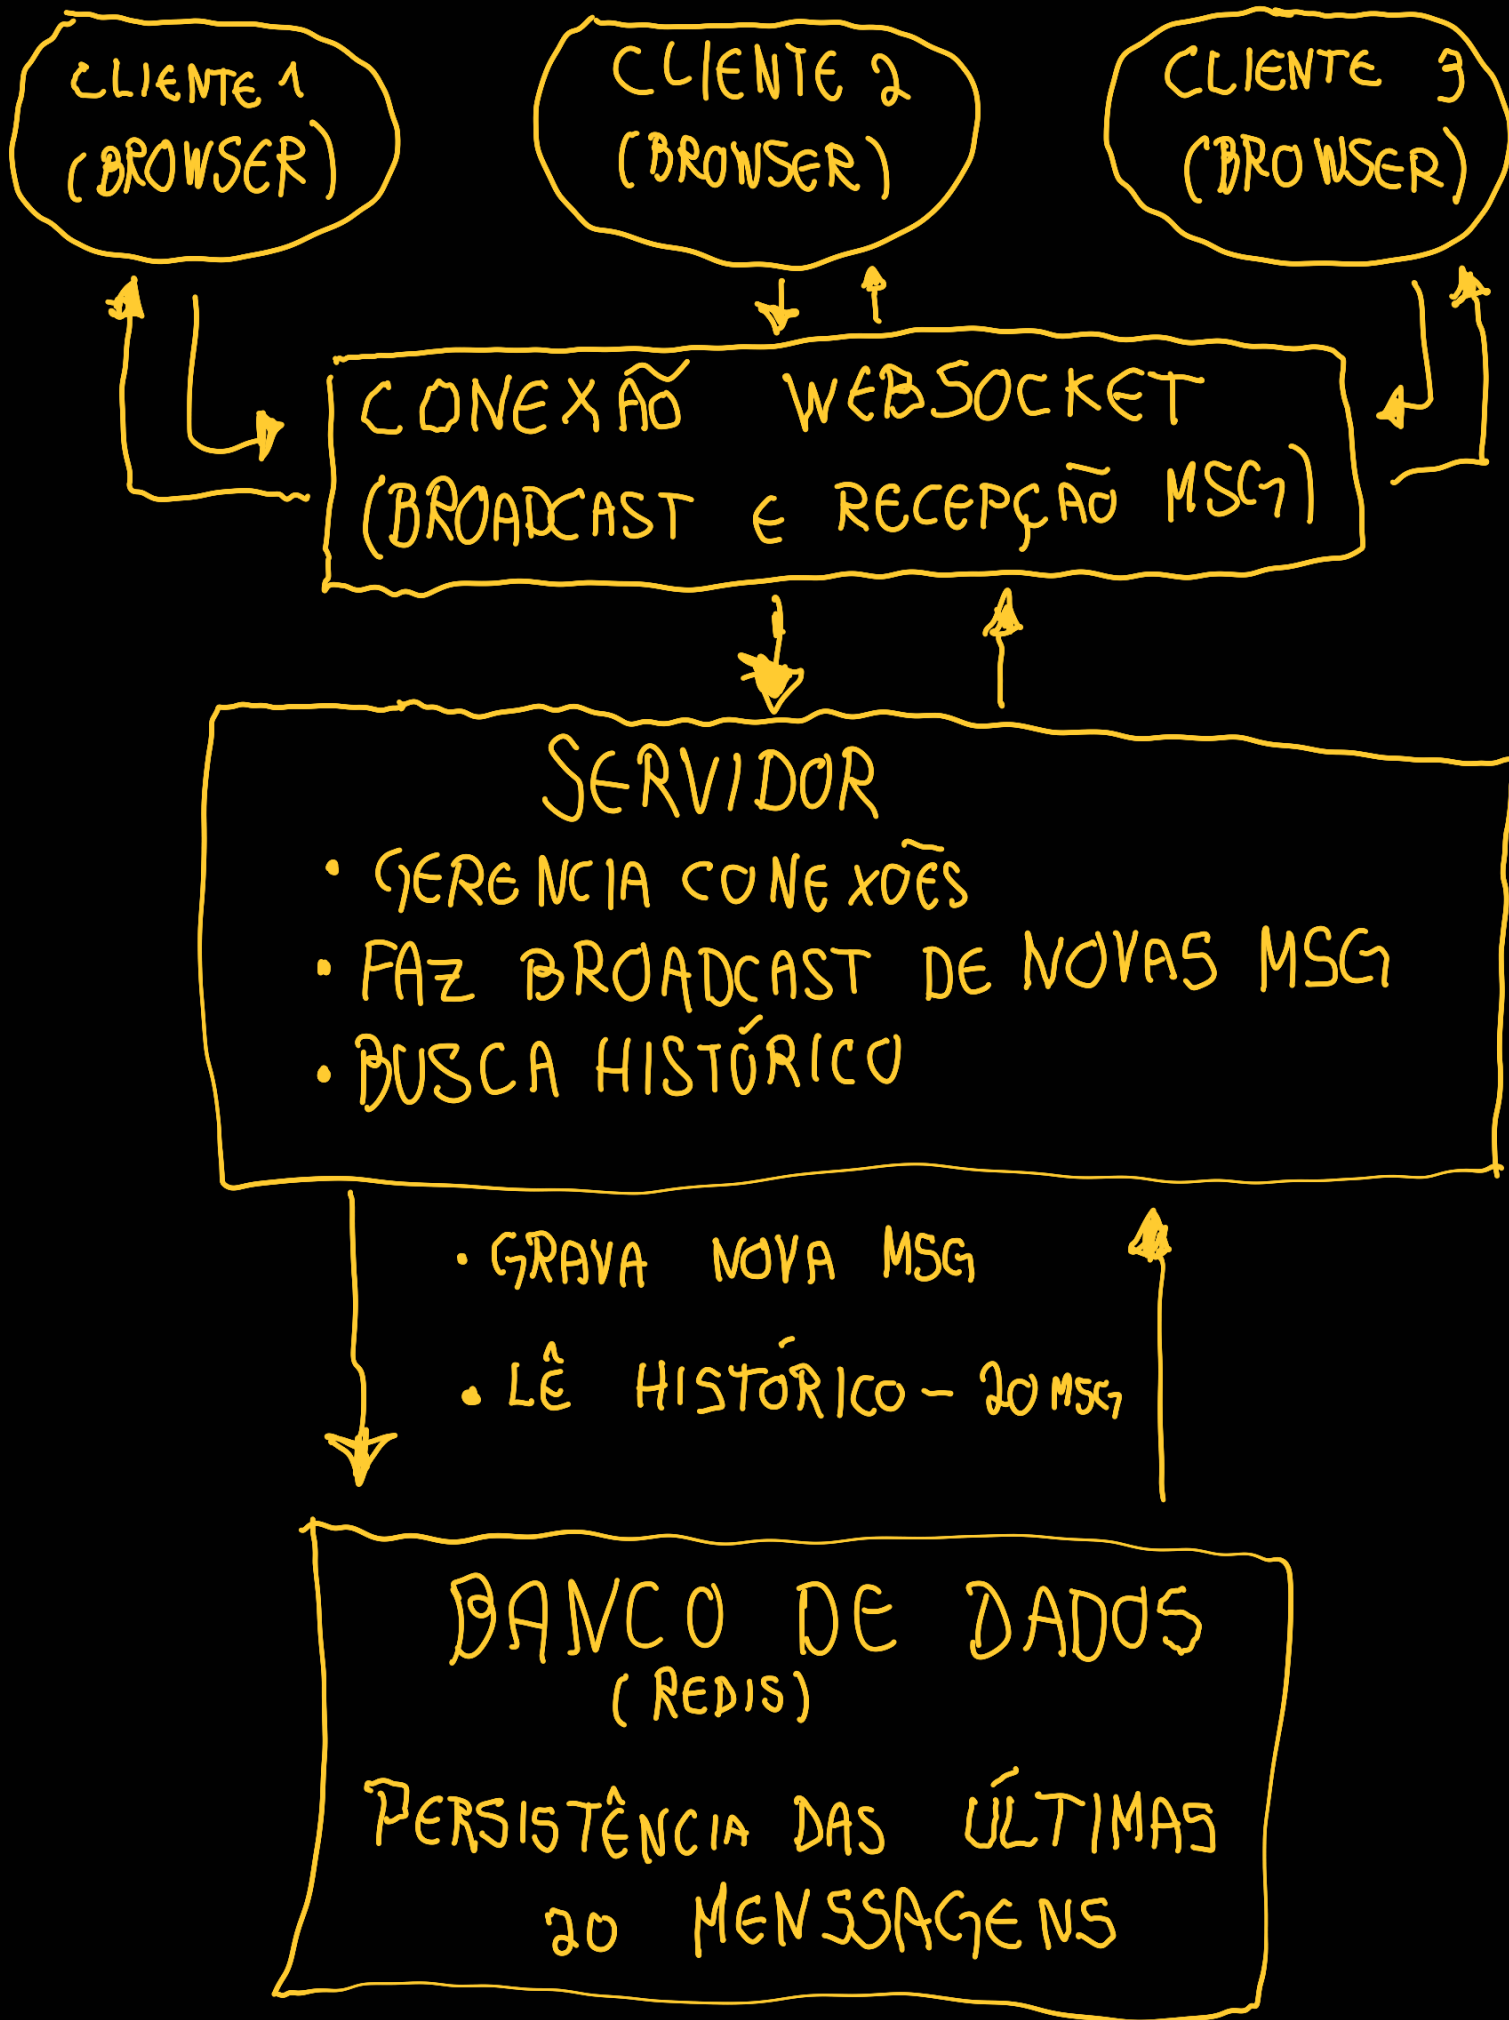 CLIENTE 1
(BROWSER)
CLIENTE 2
(BROWSER)
CLIENTE 3
(BROWSER)
CONEXÃO WEBSOCKET
(BROADCAST E RECEPÇÃO MSG)
SERVIDOR
• GERENCIA CONEXÕES
• FAZ BROADCAST DE NOVAS MSG
• BUSCA HISTÓRICO
• GRAVA NOVA MSG
• LÊ HISTÓRICO - 20 MSG
BANCO DE DADOS
(REDIS)
PERSISTÊNCIA DAS ÚLTIMAS
20 MENSSAGENS